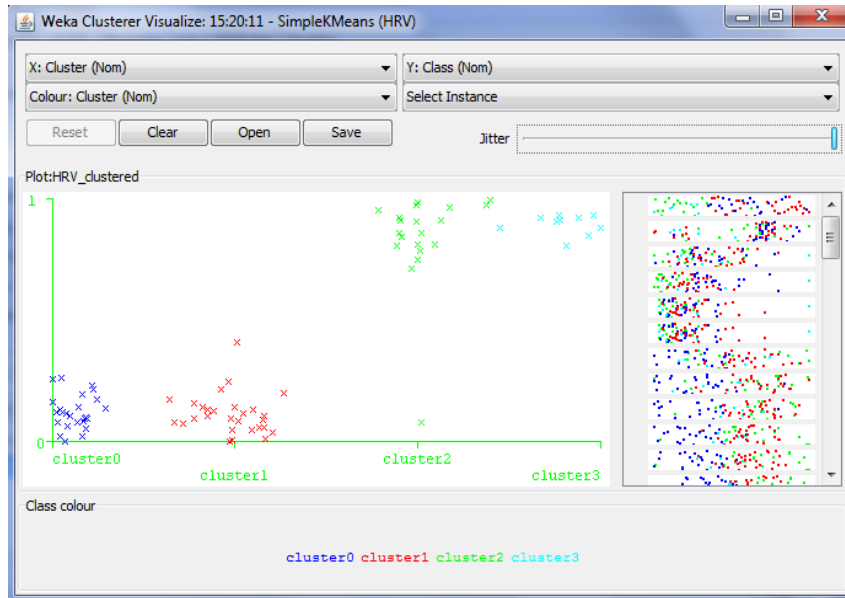 Weka Clusterer Visualize: 15:20:11 - SimpleKMeans (HRV)
X: Cluster (Nom) Y: Class (Nom)
Colour: Cluster (Nom) Select Instance
Reset Clear Open Save Jitter
Plot:HRV_clustered
1
0
cluster0 cluster2
cluster1 cluster3
Class colour
cluster0 cluster1 cluster2 cluster3